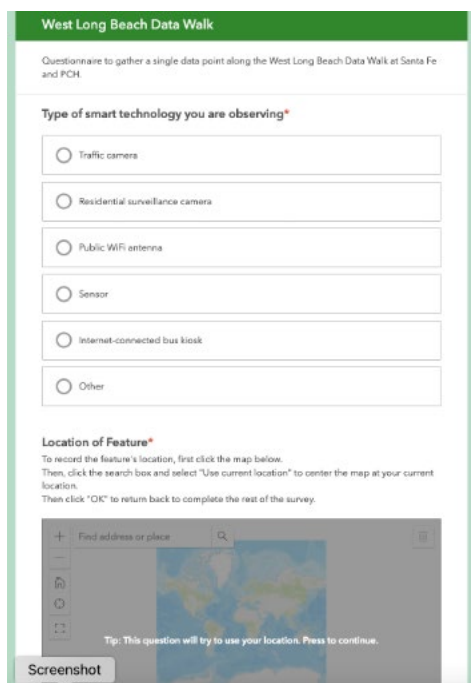 West Long Beach Data Walk
Questionnaire to gather a single data point along the West Long Beach Data Walk at Santa Fe
and PCH.
Type of smart technology you are observing*
Traffic camera
Residential surveillance camera
Public WiFi antenna
Sensor
Internet-connected bus kiosk
Other
Location of Feature*
To record the feature's location, first click the map below.
Then, click the search box and select "Use current location" to center the map at your current
location.
Then click "OK" to return back to complete the rest of the survey.
Find address or place
Tip: This question will try to use your location. Press to continue.
Screenshot